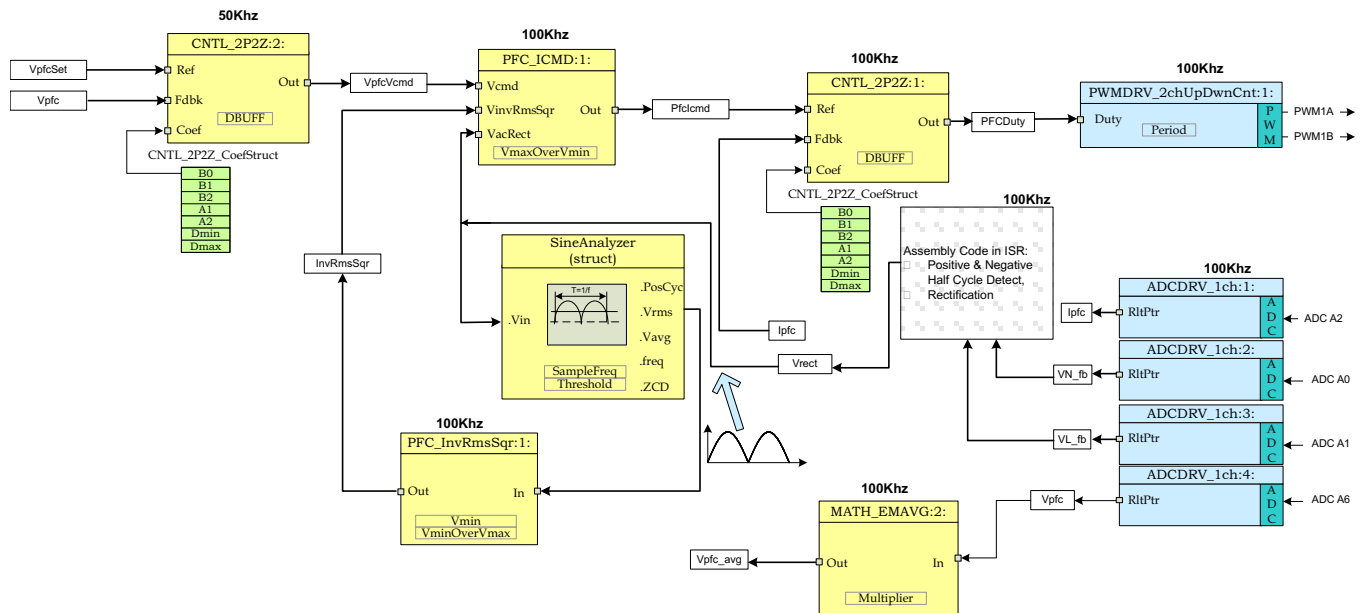 50Khz
CNTL_2P2Z:2:
VpfcSet
Ref
Out
Vpfc
Fdbk
Coef
DBUFF
CNTL_2P2Z_CoefStruct
B0
B1
B2
A1
A2
Dmin
Dmax
VpfcVcmd
100Khz
PFC_ICMD:1:
Vcmd
VinvRmsSqr
Out
VacRect
VmaxOverVmin
PfcIcmd
100Khz
CNTL_2P2Z:1:
Ref
Out
Fdbk
DBUFF
Coef
CNTL_2P2Z_CoefStruct
B0
B1
B2
A1
A2
Dmin
Dmax
PFCDuty
100Khz
PWMDRV_2chUpDwnCnt:1:
Duty
Period
P
W
M
PWM1A
PWM1B
InvRmsSqr
SineAnalyzer
(struct)
T=1/f
.PosCyc
.Vrms
.Vin
.Vavg
.freq
.ZCD
SampleFreq
Threshold
Ipfc
Vrect
100Khz
Assembly Code in ISR:
Positive & Negative
Half Cycle Detect,
Rectification
100Khz
ADCDRV_1ch:1:
Ipfc
RltPtr
A
D
C
ADC A2
ADCDRV_1ch:2:
VN_fb
RltPtr
A
D
C
ADC A0
ADCDRV_1ch:3:
VL_fb
RltPtr
A
D
C
ADC A1
ADCDRV_1ch:4:
Vpfc
RltPtr
A
D
C
ADC A6
100Khz
PFC_InvRmsSqr:1:
Out
In
Vmin
VminOverVmax
100Khz
MATH_EMAVG:2:
Vpfc_avg
Out
In
Multiplier